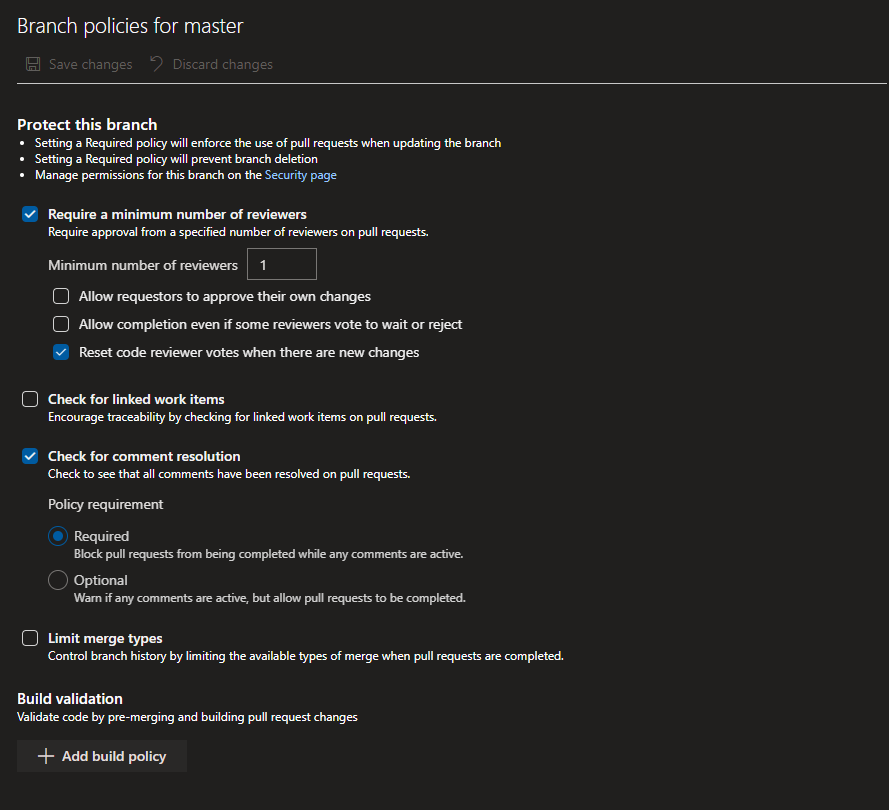 Branch policies for master
Save changes Discard changes
Protect this branch
• Setting a Required policy will enforce the use of pull requests when updating the branch
• Setting a Required policy will prevent branch deletion
• Manage permissions for this branch on the Security page
Require a minimum number of reviewers
Require approval from a specified number of reviewers on pull requests.
Minimum number of reviewers 1
Allow requestors to approve their own changes
Allow completion even if some reviewers vote to wait or reject
Reset code reviewer votes when there are new changes
Check for linked work items
Encourage traceability by checking for linked work items on pull requests.
Check for comment resolution
Check to see that all comments have been resolved on pull requests.
Policy requirement
Required
Block pull requests from being completed while any comments are active.
Optional
Warn if any comments are active, but allow pull requests to be completed.
Limit merge types
Control branch history by limiting the available types of merge when pull requests are completed.
Build validation
Validate code by pre-merging and building pull request changes
Add build policy